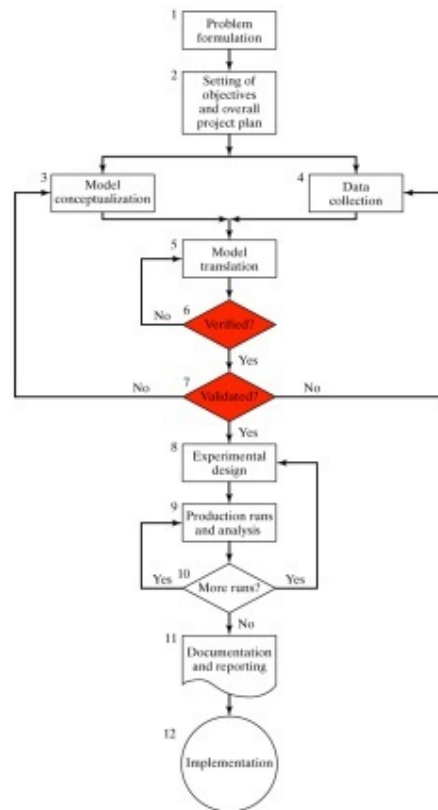 1
Problem
formulation
2
Setting of
objectives
and overall
project plan
3
Model
conceptualization
4
Data
collection
5
Model
translation
6
No
Verified?
Yes
7
No
Validated?
No
Yes
8
Experimental
design
9
Production runs
and analysis
10
Yes
More runs?
Yes
No
11
Documentation
and reporting
12
Implementation